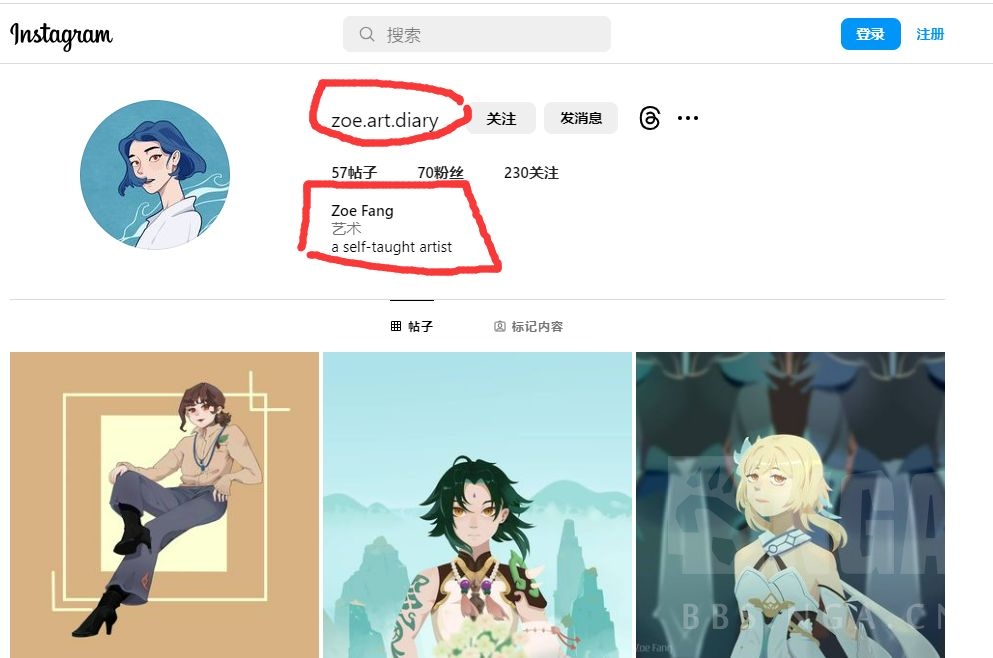 Instagram
搜索
登录
注册
zoe.art.diary
关注
发消息
57帖子
70粉丝
230关注
Zoe Fang
艺术
a self-taught artist
帖子
标记内容
Zoe Fang